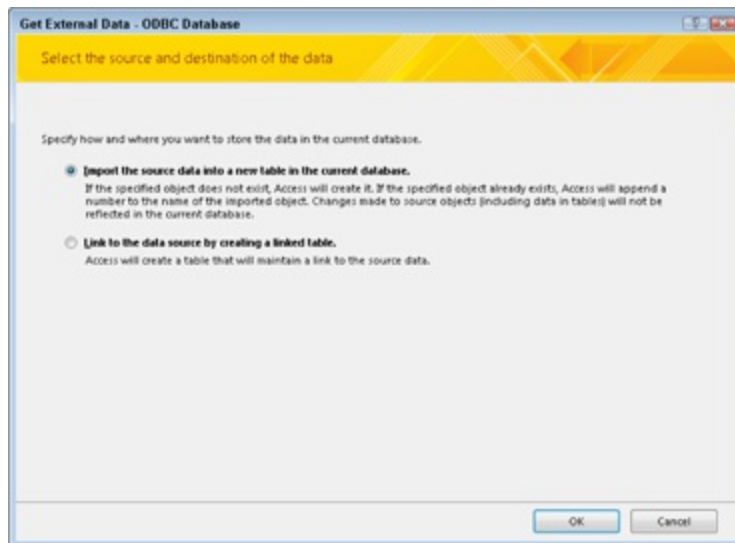 Get External Data - ODBC Database
Select the source and destination of the data
Specify how and where you want to store the data in the current database.
Import the source data into a new table in the current database.
If the specified object does not exist, Access will create it. If the specified object already exists, Access will append a
number to the name of the imported object. Changes made to source objects (including data in tables) will not be
reflected in the current database.
Link to the data source by creating a linked table.
Access will create a table that will maintain a link to the source data.
OK
Cancel